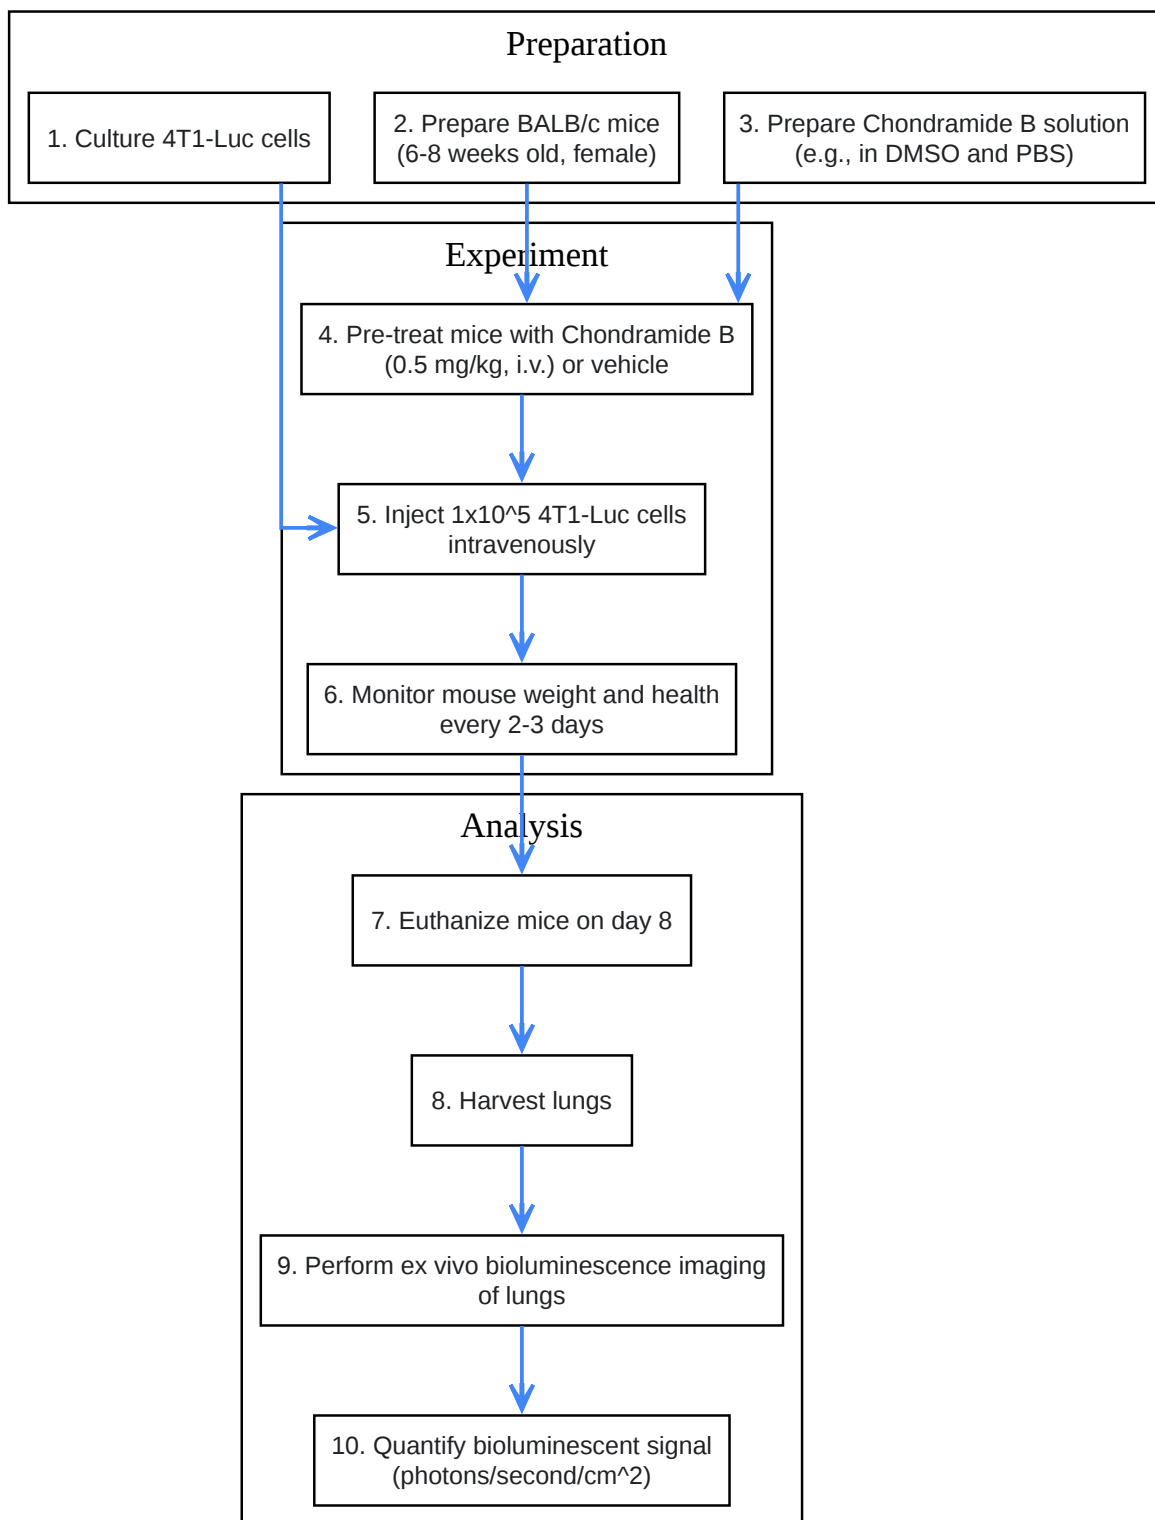 Preparation
1. Culture 4T1-Luc cells
2. Prepare BALB/c mice
(6-8 weeks old, female)
3. Prepare Chondramide B solution
(e.g., in DMSO and PBS)
Experiment
4. Pre-treat mice with Chondramide B
(0.5 mg/kg, i.v.) or vehicle
5. Inject 1x10^5 4T1-Luc cells
intravenously
6. Monitor mouse weight and health
every 2-3 days
Analysis
7. Euthanize mice on day 8
8. Harvest lungs
9. Perform ex vivo bioluminescence imaging
of lungs
10. Quantify bioluminescent signal
(photons/second/cm^2)